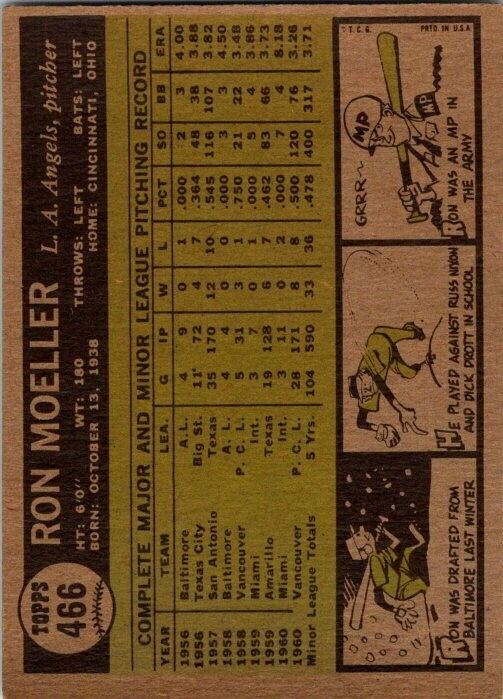 TOPPS
466
RON MOELLER L. A. Angels, pitcher
HT: 6'0" WT: 180 THROWS: LEFT BATS: LEFT
BORN: OCTOBER 13, 1938 HOME: CINCINNATI, OHIO
COMPLETE MAJOR AND MINOR LEAGUE PITCHING RECORD
YEAR TEAM LEA. G IP W L PCT SO BB ERA
1956 Baltimore A. L. 4 9 0 1 .000 2 3 4.00
1956 Texas City Big St. 11 72 4 7 .364 48 38 3.88
1957 San Antonio Texas 35 170 12 10 .545 116 107 3.82
1958 Baltimore A. L. 4 4 0 0 .000 3 3 4.50
1958 Vancouver P. C. L. 5 31 3 1 .750 21 22 3.48
1959 Miami Int. 3 7 0 1 .000 5 4 3.86
1959 Amarillo Texas 19 128 6 7 .462 83 66 3.73
1960 Miami Int. 3 11 0 2 .000 7 4 8.18
1960 Vancouver P. C. L. 28 171 8 8 .500 120 76 3.26
Minor League Totals 5 Yrs. 104 590 33 36 .478 400 317 3.71
RON WAS DRAFTED FROM
BALTIMORE LAST WINTER
12
HE PLAYED AGAINST RUSS NIXON
AND DICK DROTT IN SCHOOL
© T. C. G. PRTD. IN U.S.A
MP
MP
GRRR~
RON WAS AN MP IN
THE ARMY